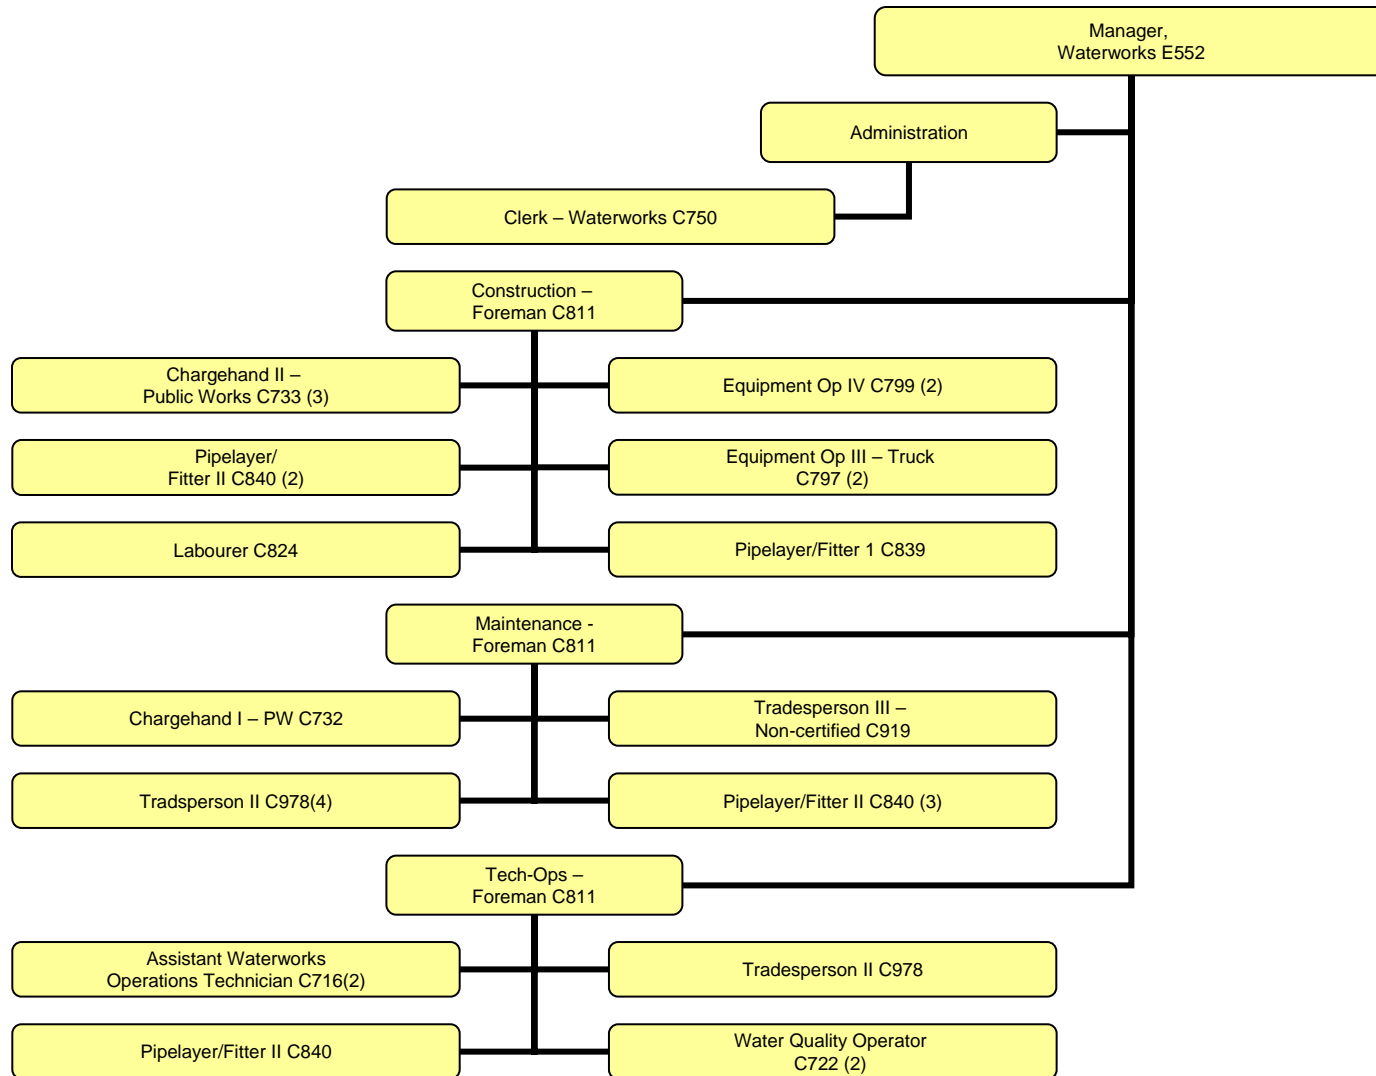 Manager,
Waterworks E552
Administration
Clerk – Waterworks C750
Construction –
Foreman C811
Chargehand II –
Public Works C733 (3)
Equipment Op IV C799 (2)
Pipelayer/
Fitter II C840 (2)
Equipment Op III – Truck
C797 (2)
Labourer C824
Pipelayer/Fitter 1 C839
Maintenance -
Foreman C811
Chargehand I – PW C732
Tradesperson III –
Non-certified C919
Tradsperson II C978(4)
Pipelayer/Fitter II C840 (3)
Tech-Ops –
Foreman C811
Assistant Waterworks
Operations Technician C716(2)
Tradesperson II C978
Pipelayer/Fitter II C840
Water Quality Operator
C722 (2)